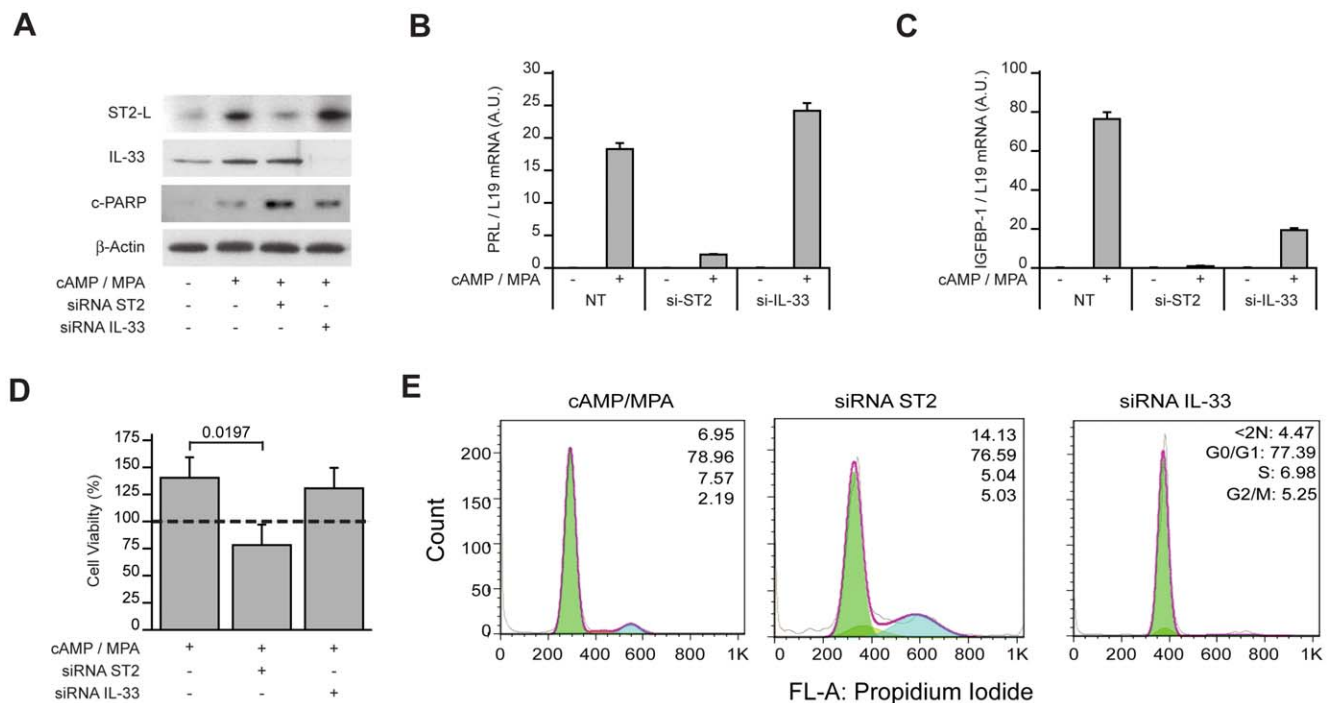 A
ST2-L
IL-33
c-PARP
β-Actin
cAMP / MPA - + + +
siRNA ST2 - - + -
siRNA IL-33 - - - +
B
PRL / L19 mRNA (A.U.)
30
25
20
15
10
5
0
cAMP / MPA - + - + - +
NT si-ST2 si-IL-33
C
IGFBP-1 / L19 mRNA (A.U.)
100
80
60
40
20
0
cAMP / MPA - + - + - +
NT si-ST2 si-IL-33
D
Cell Viabilty (%)
175
150
125
100
75
50
25
0
0.0197
cAMP / MPA + + +
siRNA ST2 - + -
siRNA IL-33 - - +
E
cAMP/MPA
Count
200
150
100
50
0
6.95
78.96
7.57
2.19
0 200 400 600 800 1K
siRNA ST2
14.13
76.59
5.04
5.03
0 200 400 600 800 1K
siRNA IL-33
<2N: 4.47
G0/G1: 77.39
S: 6.98
G2/M: 5.25
0 200 400 600 800 1K
FL-A: Propidium Iodide